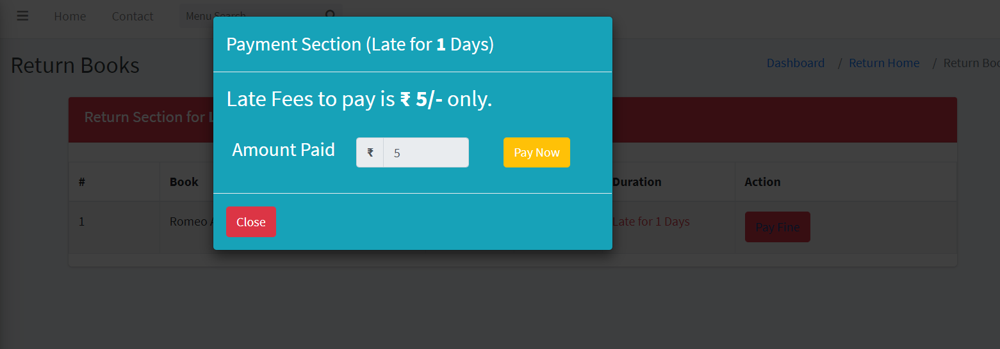 Home Contact Menu Search
Payment Section (Late for 1 Days)
Return Books
Dashboard / Return Home / Return
Late Fees to pay is ₹ 5/- only.
Return Section for
Amount Paid ₹ 5 Pay Now
# Book Duration Action
1 Romeo Late for 1 Days Pay Fine
Close